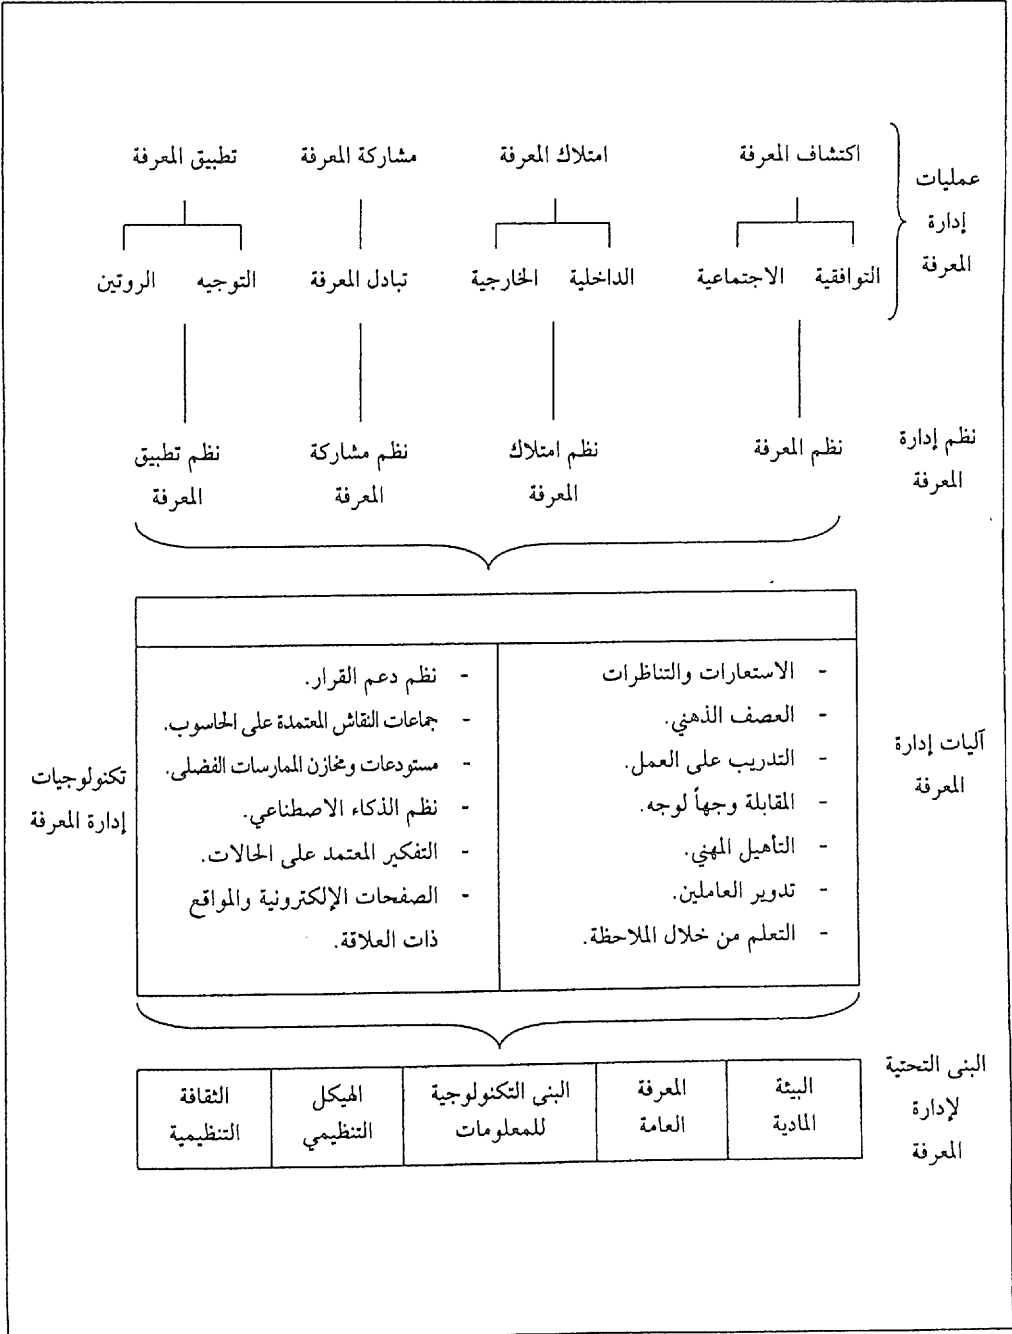 عمليات
إدارة
المعرفة
اكتشاف المعرفة
امتلاك المعرفة
مشاركة المعرفة
تطبيق المعرفة
التوافقية
الاجتماعية
الداخلية
الخارجية
تبادل المعرفة
التوجيه
الروتين
نظم إدارة
المعرفة
نظم المعرفة
نظم امتلاك
المعرفة
نظم مشاركة
المعرفة
نظم تطبيق
المعرفة
آليات إدارة
المعرفة
- الاستعارات والتناظرات
- العصف الذهني.
- التدريب على العمل.
- المقابلة وجهاً لوجه.
- التأهيل المهني.
- تدوير العاملين.
- التعلم من خلال الملاحظة.
- نظم دعم القرار.
- جماعات النقاش المعتمدة على الحاسوب.
- مستودعات ومخازن الممارسات الفضلى.
- نظم الذكاء الاصطناعي.
- التفكير المعتمد على الحالات.
- الصفحات الإلكترونية والمواقع
ذات العلاقة.
تكنولوجيات
إدارة المعرفة
البنى التحتية
لإدارة
المعرفة
البيئة
المادية
المعرفة
العامة
البنى التكنولوجية
للمعلومات
الهيكل
التنظيمي
الثقافة
التنظيمية